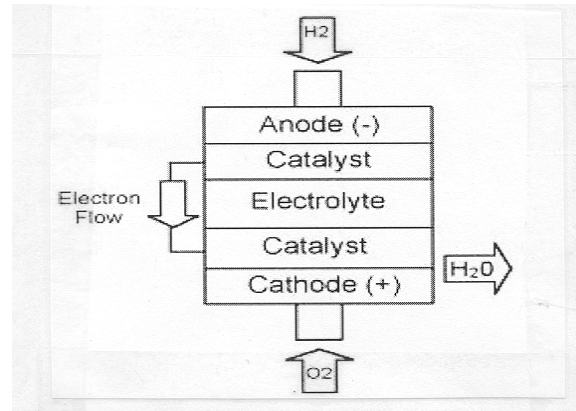 H2
Anode (-)
Catalyst
Electron
Flow
Electrolyte
Catalyst
H₂0
Cathode (+)
O2